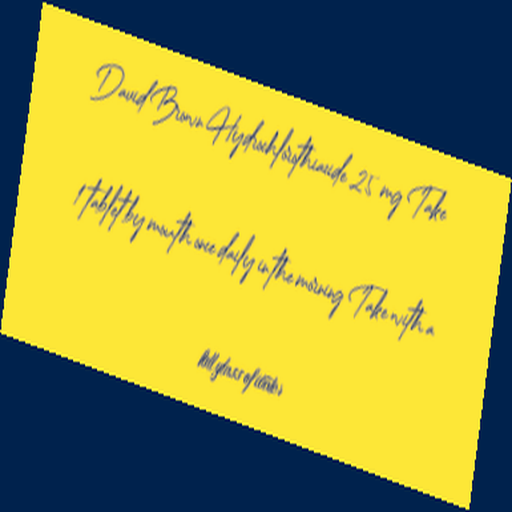 David Brown Hydrochlorothiazide 25 mg Take
1 tablet by mouth once daily in the morning Take with a
full glass of water